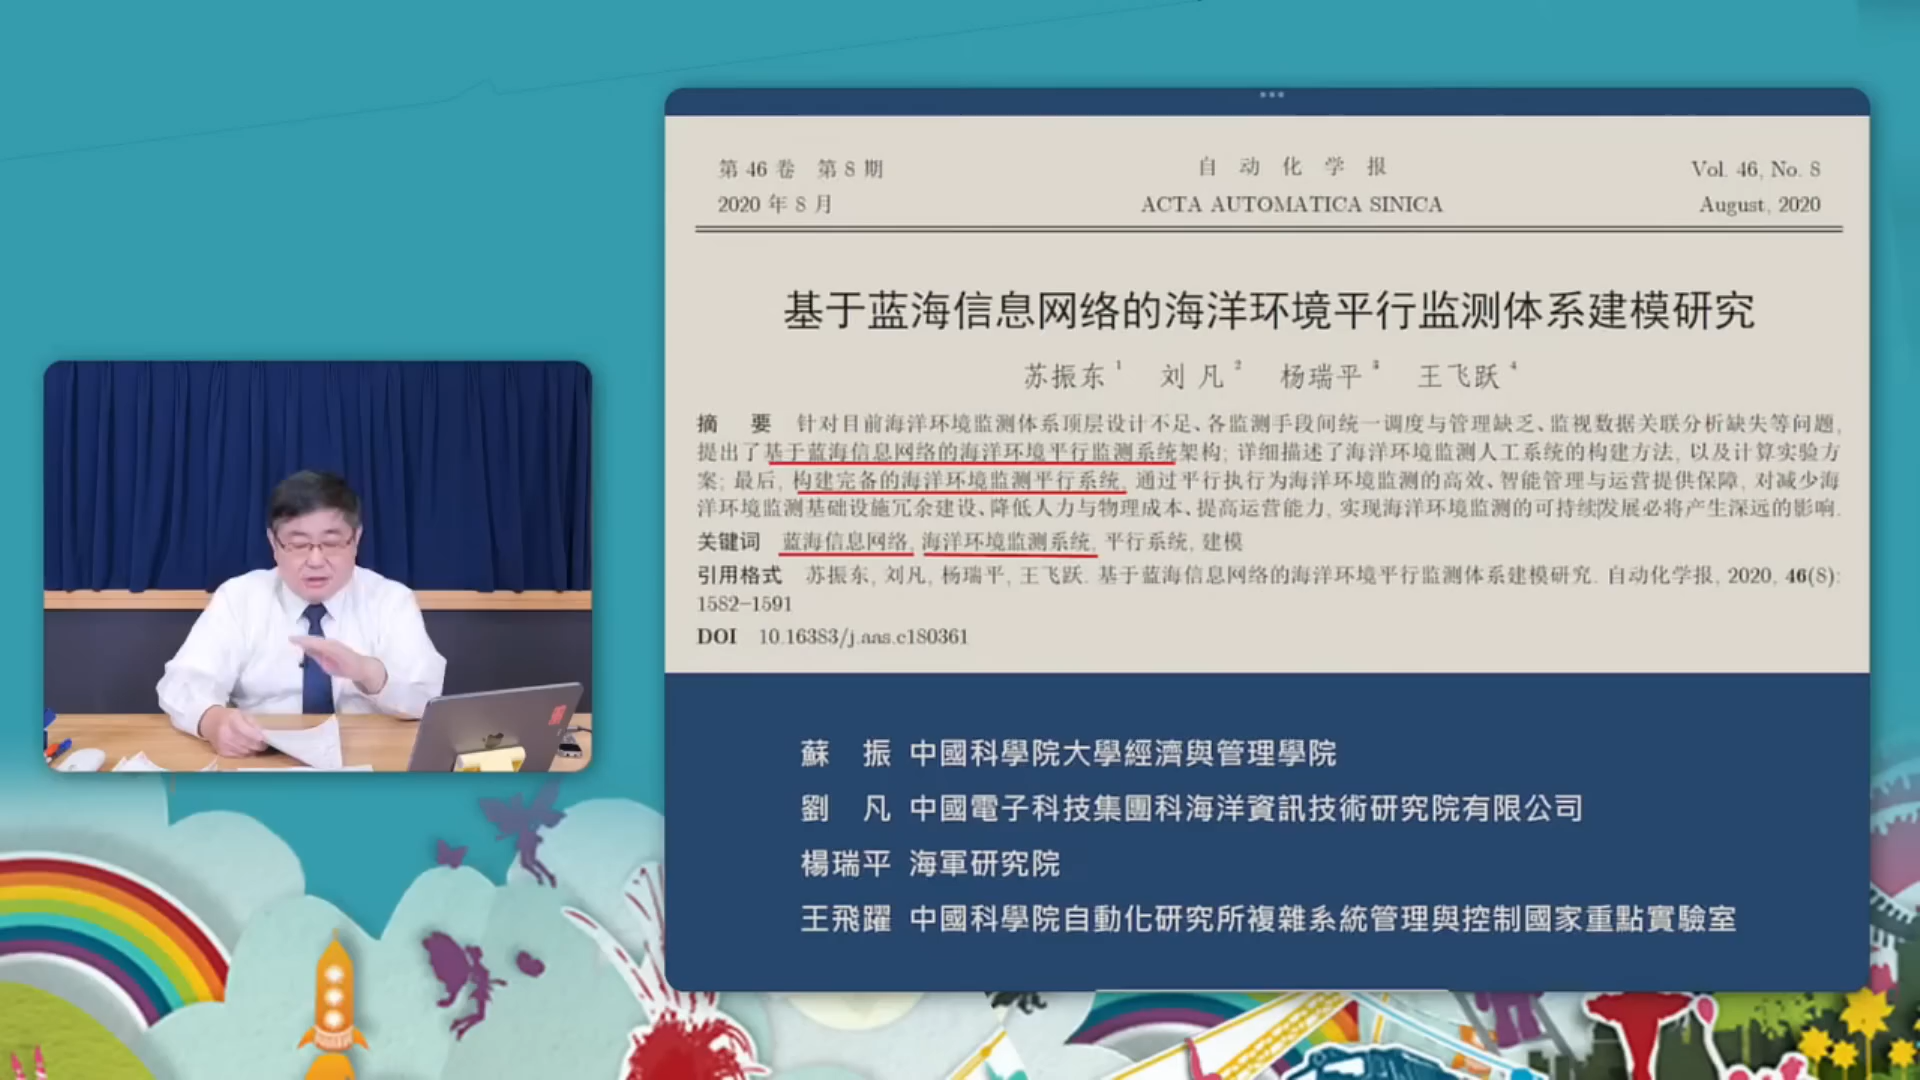 第 46 卷 第 8 期
自 动 化 学 报
Vol. 46, No. 8
2020 年 8 月
ACTA AUTOMATICA SINICA
August, 2020
基于蓝海信息网络的海洋环境平行监测体系建模研究
苏振东 1 刘 凡 2 杨瑞平 3 王飞跃 4
摘 要 针对目前海洋环境监测体系顶层设计不足、各监测手段间统一调度与管理缺乏、监视数据关联分析缺失等问题,
提出了基于蓝海信息网络的海洋环境平行监测系统架构; 详细描述了海洋环境监测人工系统的构建方法, 以及计算实验方
案; 最后, 构建完备的海洋环境监测平行系统, 通过平行执行为海洋环境监测的高效、智能管理与运营提供保障, 对减少海
洋环境监测基础设施冗余建设、降低人力与物理成本、提高运营能力, 实现海洋环境监测的可持续发展必将产生深远的影响.
关键词 蓝海信息网络, 海洋环境监测系统, 平行系统, 建模
引用格式 苏振东, 刘凡, 杨瑞平, 王飞跃. 基于蓝海信息网络的海洋环境平行监测体系建模研究. 自动化学报, 2020, 46(8):
1582−1591
DOI 10.16383/j.aas.c180361
蘇 振 中國科學院大學經濟與管理學院
劉 凡 中國電子科技集團科海洋資訊技術研究院有限公司
楊瑞平 海軍研究院
王飛躍 中國科學院自動化研究所複雜系統管理與控制國家重點實驗室